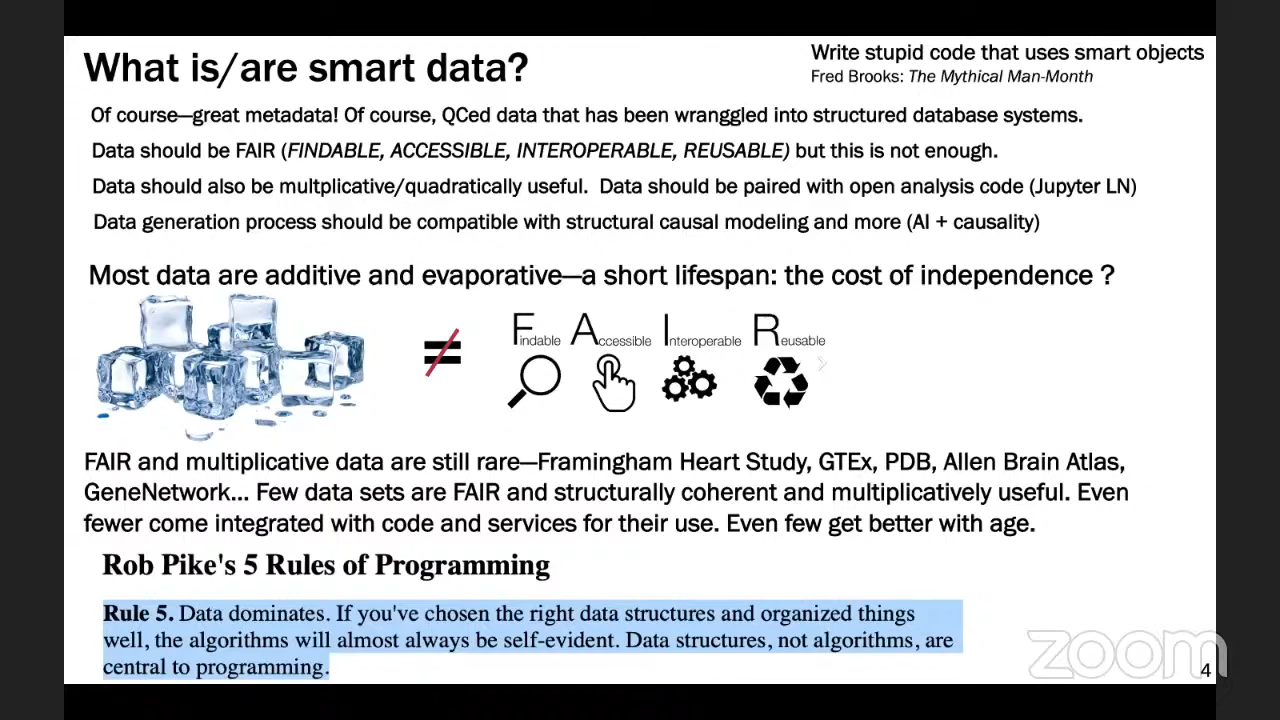 What is/are smart data?
Write stupid code that uses smart objects
Fred Brooks: The Mythical Man-Month
Of course—great metadata! Of course, QCed data that has been wranggled into structured database systems.
Data should be FAIR (FINDABLE, ACCESSIBLE, INTEROPERABLE, REUSABLE) but this is not enough.
Data should also be multplicative/quadratically useful. Data should be paired with open analysis code (Jupyter LN)
Data generation process should be compatible with structural causal modeling and more (AI + causality)
Most data are additive and evaporative—a short lifespan: the cost of independence ?
≠
Findable Accessible Interoperable Reusable
FAIR and multiplicative data are still rare—Framingham Heart Study, GTEx, PDB, Allen Brain Atlas,
GeneNetwork... Few data sets are FAIR and structurally coherent and multiplicatively useful. Even
fewer come integrated with code and services for their use. Even few get better with age.
Rob Pike's 5 Rules of Programming
Rule 5. Data dominates. If you've chosen the right data structures and organized things
well, the algorithms will almost always be self-evident. Data structures, not algorithms, are
central to programming.
zoom
4